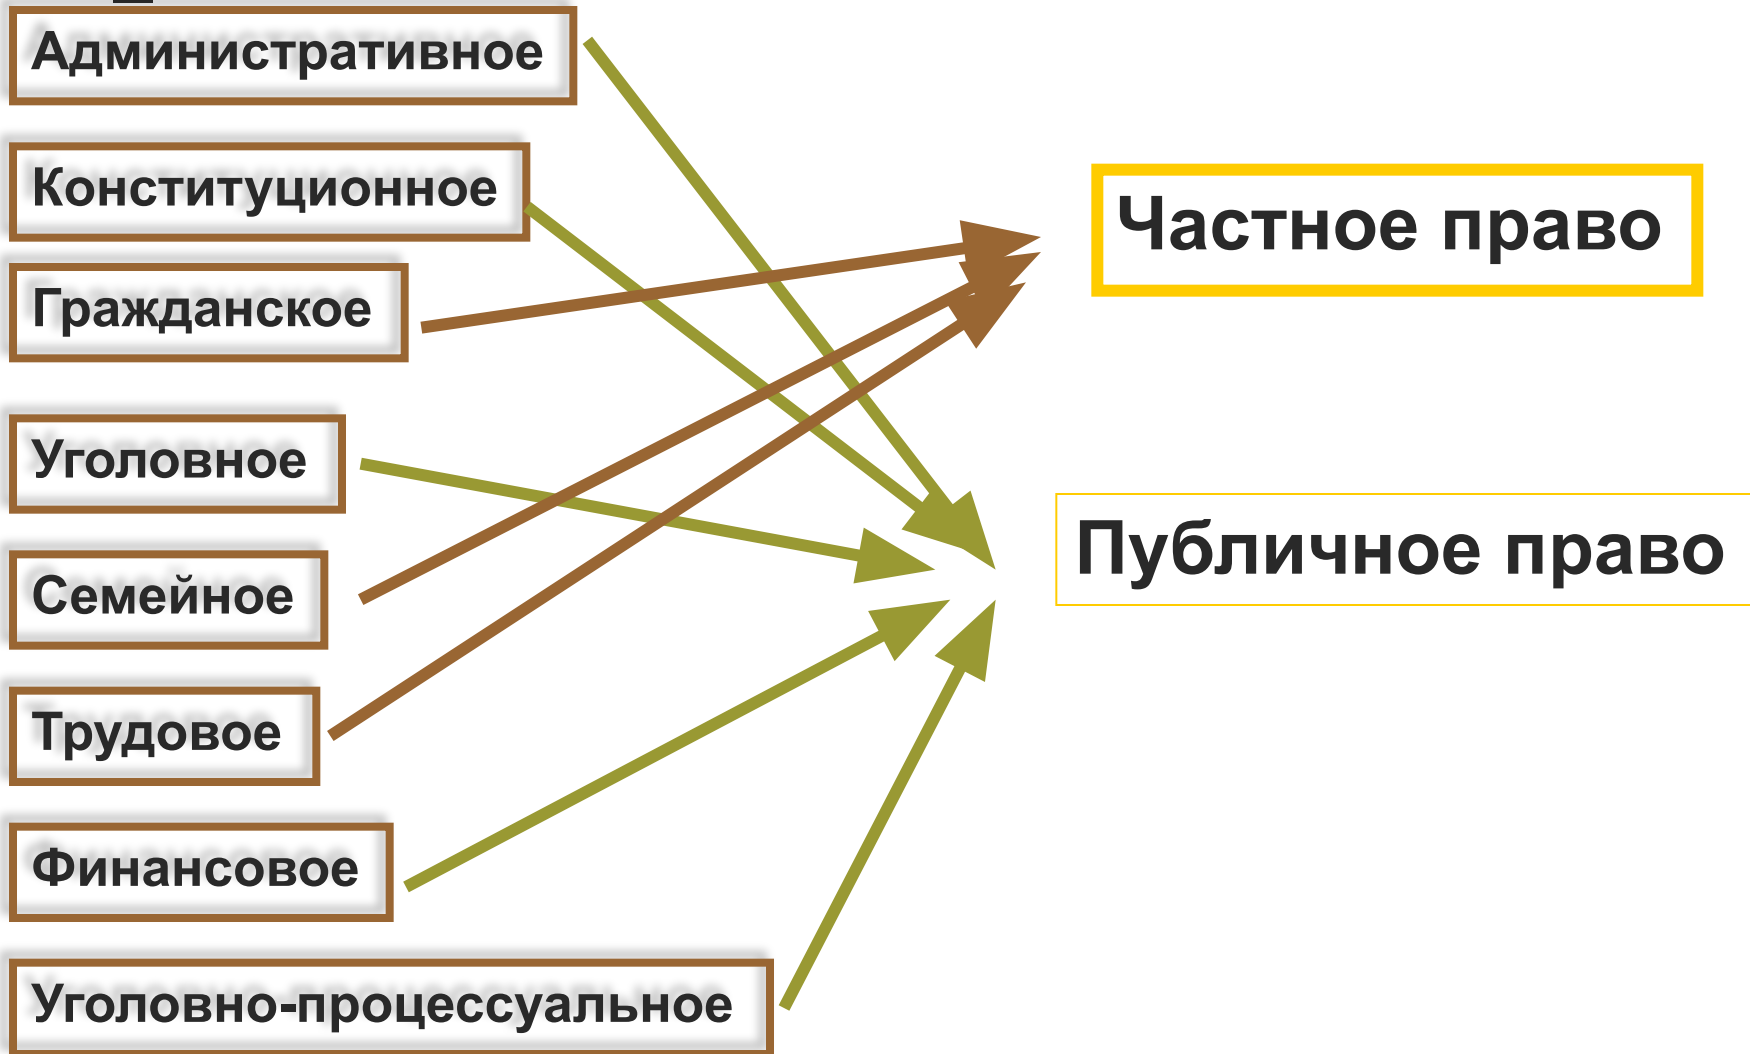 Административное
Конституционное
Гражданское
Уголовное
Семейное
Трудовое
Финансовое
Уголовно-процессуальное
Частное право
Публичное право